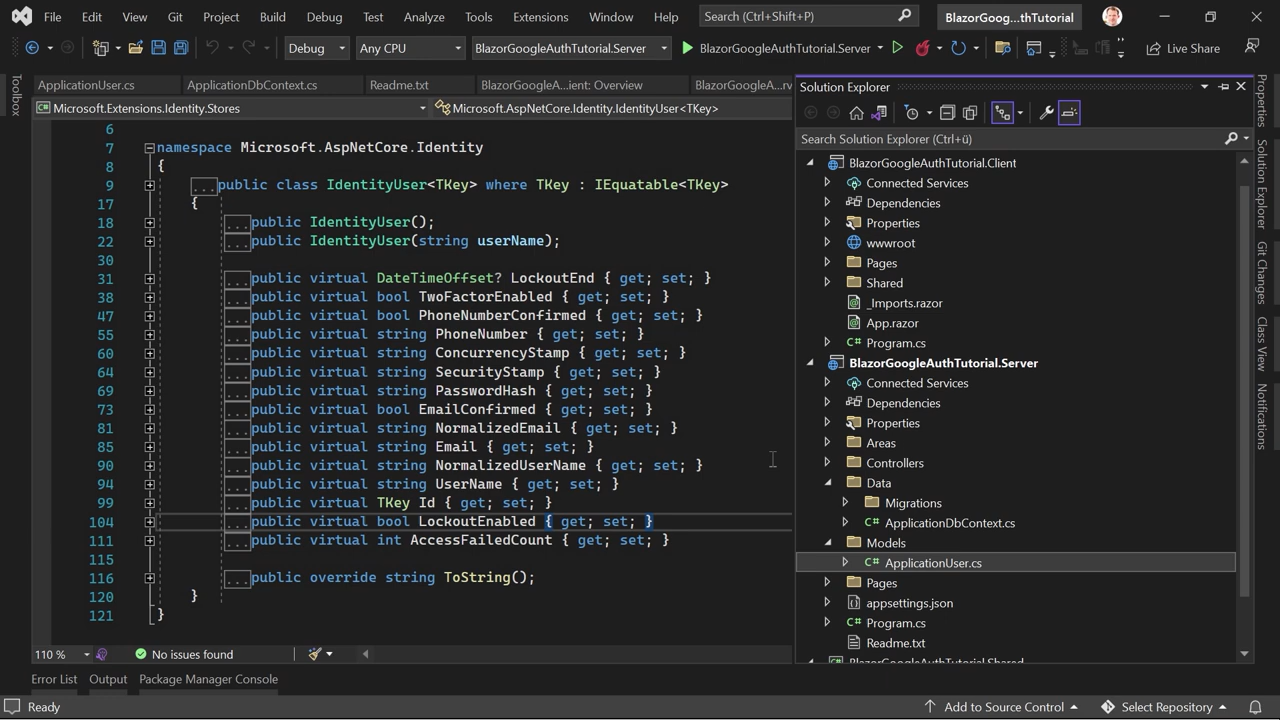 File Edit View Git Project Build Debug Test Analyze Tools Extensions Window Help Search (Ctrl+Shift+P) BlazorGoog...thTutorial
Debug Any CPU BlazorGoogleAuthTutorial.Server BlazorGoogleAuthTutorial.Server Live Share
Toolbox
ApplicationUser.cs ApplicationDbContext.cs Readme.txt BlazorGoogleA...ient: Overview BlazorGoogleA...rv
Microsoft.Extensions.Identity.Stores Microsoft.AspNetCore.Identity.IdentityUser<TKey>
6
7 namespace Microsoft.AspNetCore.Identity
8 {
9 ... public class IdentityUser<TKey> where TKey : IEquatable<TKey>
17 {
18 ... public IdentityUser();
22 ... public IdentityUser(string userName);
30
31 ... public virtual DateTimeOffset? LockoutEnd { get; set; }
38 ... public virtual bool TwoFactorEnabled { get; set; }
47 ... public virtual bool PhoneNumberConfirmed { get; set; }
56 ... public virtual string PhoneNumber { get; set; }
60 ... public virtual string ConcurrencyStamp { get; set; }
64 ... public virtual string SecurityStamp { get; set; }
69 ... public virtual string PasswordHash { get; set; }
73 ... public virtual bool EmailConfirmed { get; set; }
81 ... public virtual string NormalizedEmail { get; set; }
85 ... public virtual string Email { get; set; }
90 ... public virtual string NormalizedUserName { get; set; }
94 ... public virtual string UserName { get; set; }
99 ... public virtual TKey Id { get; set; }
104 ... public virtual bool LockoutEnabled { get; set; }
111 ... public virtual int AccessFailedCount { get; set; }
115
116 ... public override string ToString();
120 }
121 }
110 % No issues found
Solution Explorer
Search Solution Explorer (Ctrl+ü)
BlazorGoogleAuthTutorial.Client
Connected Services
Dependencies
Properties
wwwroot
Pages
Shared
_Imports.razor
App.razor
C# Program.cs
BlazorGoogleAuthTutorial.Server
Connected Services
Dependencies
Properties
Areas
Controllers
Data
Migrations
C# ApplicationDbContext.cs
Models
C# ApplicationUser.cs
Pages
appsettings.json
C# Program.cs
Readme.txt
BlazorGoogleAuthTutorial.Shared
Properties
Solution Explorer
Git Changes
Class View
Notifications
Error List Output Package Manager Console
Ready Add to Source Control Select Repository